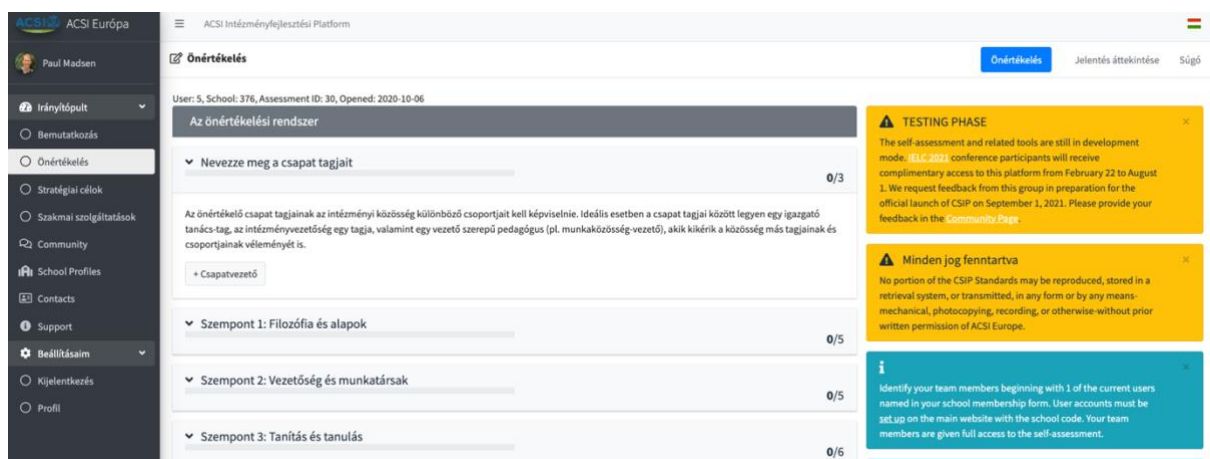 ACSI ACSI Európa
ACSI Intézményfejlesztési Platform
Paul Madsen
Irányítópult
Bemutatkozás
Önértékelés
Stratégiai célok
Szakmai szolgáltatások
Community
School Profiles
Contacts
Support
Beállításaim
Kijelentkezés
Profil
Önértékelés
Önértékelés Jelentés áttekintése Súgó
User: 5, School: 376, Assessment ID: 30, Opened: 2020-10-06
Az önértékelési rendszer
Nevezze meg a csapat tagjait
0/3
Az önértékelő csapat tagjainak az intézményi közösség különböző csoportjait kell képviselnie. Ideális esetben a csapat tagjai között legyen egy igazgató
tanács-tag, az intézményvezetőség egy tagja, valamint egy vezető szerepű pedagógus (pl. munkaközösség-vezető), akik kikérik a közösség más tagjainak és
csoportjainak véleményét is.
+ Csapatvezető
Szempont 1: Filozófia és alapok
0/5
Szempont 2: Vezetőség és munkatársak
0/5
Szempont 3: Tanítás és tanulás
0/6
TESTING PHASE ×
The self-assessment and related tools are still in development
mode. IELC 2021 conference participants will receive
complimentary access to this platform from February 22 to August
1. We request feedback from this group in preparation for the
official launch of CSIP on September 1, 2021. Please provide your
feedback in the Community Page.
Minden jog fenntartva ×
No portion of the CSIP Standards may be reproduced, stored in a
retrieval system, or transmitted, in any form or by any means-
mechanical, photocopying, recording, or otherwise-without prior
written permission of ACSI Europe.
i ×
Identify your team members beginning with 1 of the current users
named in your school membership form. User accounts must be
set up on the main website with the school code. Your team
members are given full access to the self-assessment.